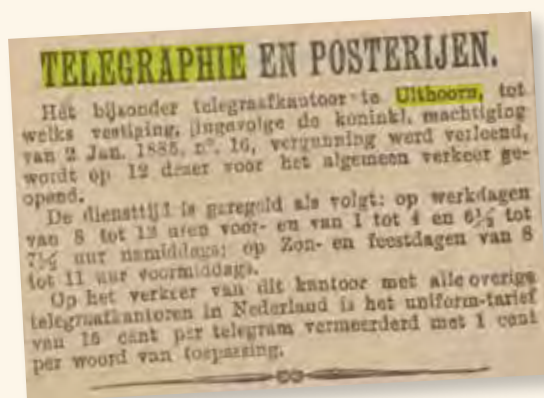 TELEGRAPHIE EN POSTERIJEN.
Het bijzonder telegraafkantoor te Uithoorn, tot
welks vestiging, ingevolge de koninkl. machtiging
van 2 Jan. 1885, n°. 16, vergunning werd verleend,
wordt op 12 dezer voor het algemeen verkeer ge-
opend.
De diensttijd is geregeld als volgt: op werkdagen
van 8 tot 12 uren voor- en van 1 tot 4 en 6½ tot
7½ uur namiddags; op Zon- en feestdagen van 8
tot 11 uur voormiddags.
Op het verkeer van dit kantoor met alle overige
telegraafkantoren in Nederland is het uniform-tarief
van 15 cent per telegram vermeerderd met 1 cent
per woord van toepassing.